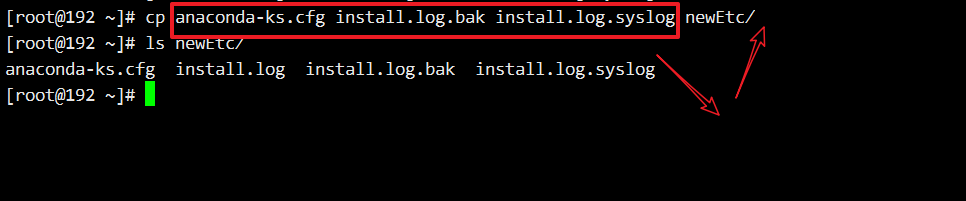 [root@192 ~]# cp anaconda-ks.cfg install.log.bak install.log.syslog newEtc/
[root@192 ~]# ls newEtc/
anaconda-ks.cfg  install.log  install.log.bak  install.log.syslog
[root@192 ~]#